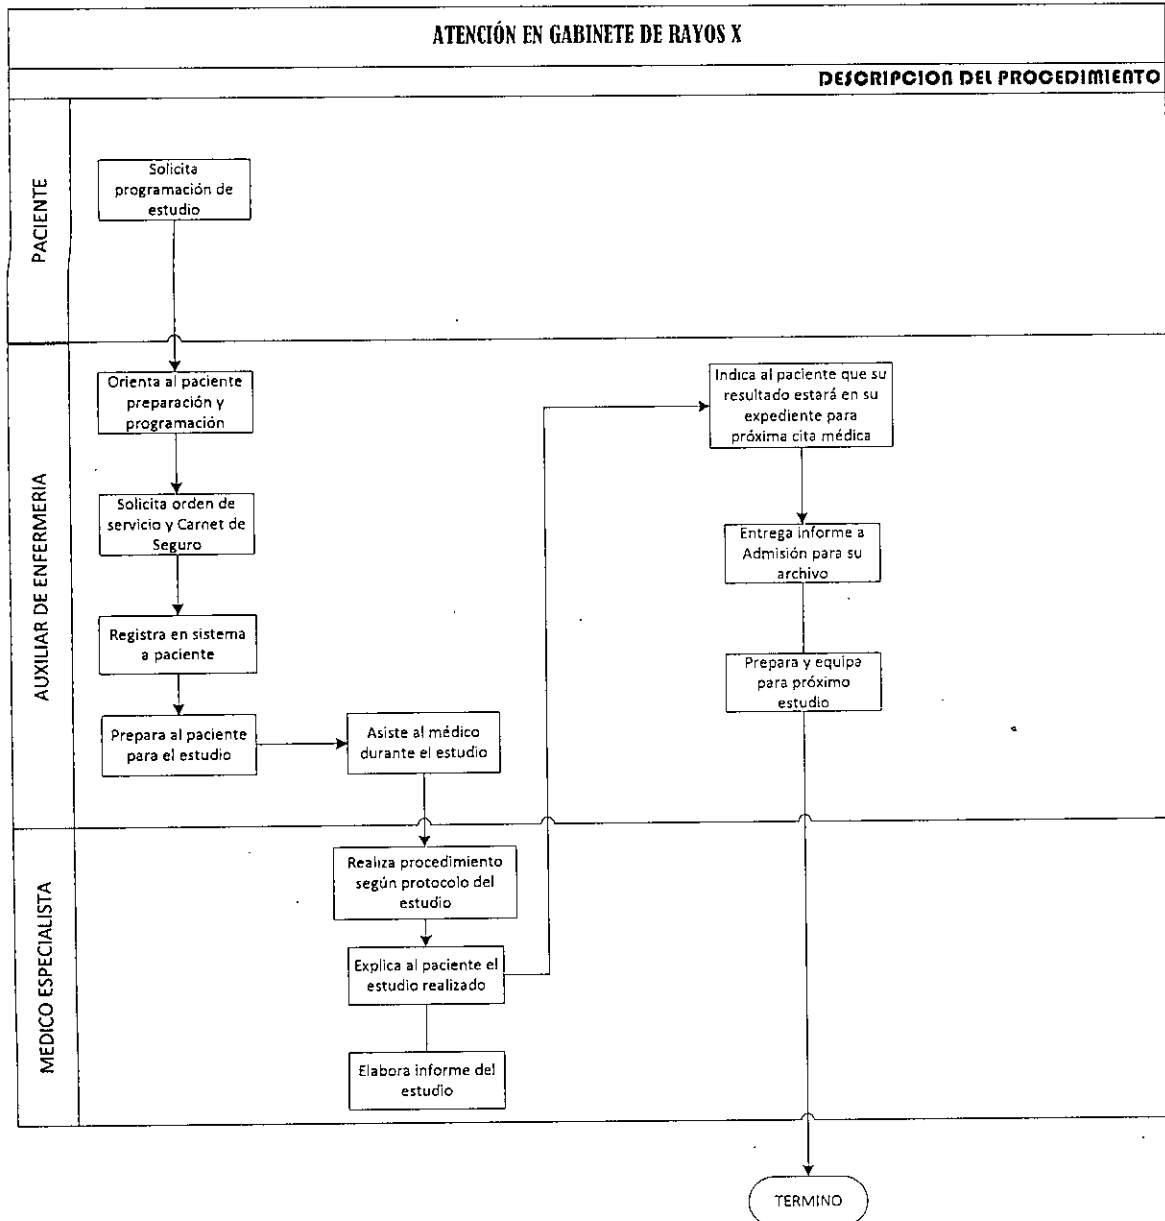 ATENCIÓN EN GABINETE DE RAYOS X
DESCRIPCION DEL PROCEDIMIENTO
PACIENTE
Solicita
programación de
estudio
AUXILIAR DE ENFERMERIA
Orienta al paciente
preparación y
programación
Solicita orden de
servicio y Carnet de
Seguro
Registra en sistema
a paciente
Prepara al paciente
para el estudio
Asiste al médico
durante el estudio
Indica al paciente que su
resultado estará en su
expediente para
próxima cita médica
Entrega informe a
Admisión para su
archivo
Prepara y equipa
para próximo
estudio
MEDICO ESPECIALISTA
Realiza procedimiento
según protocolo del
estudio
Explica al paciente el
estudio realizado
Elabora informe del
estudio
TERMINO